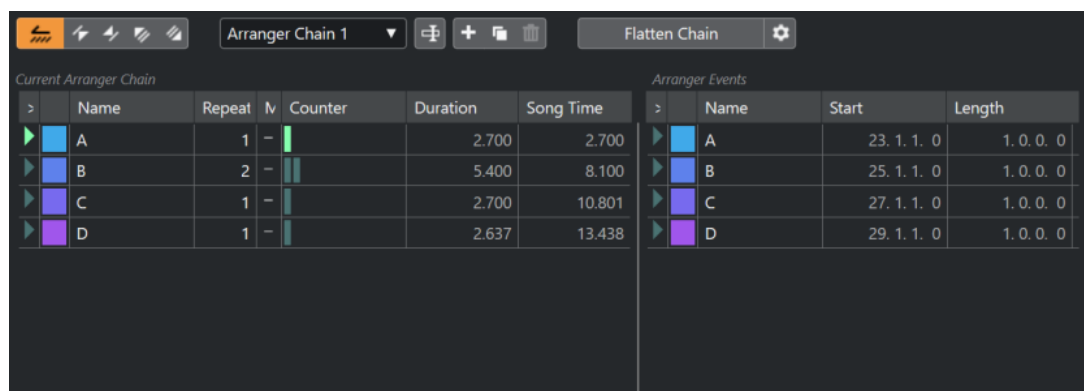 Arranger Chain 1 Flatten Chain
Current Arranger Chain Arranger Events
Name Repeat M Counter Duration Song Time Name Start Length
A 1 – 2.700 2.700 A 23. 1. 1. 0 1. 0. 0. 0
B 2 – 5.400 8.100 B 25. 1. 1. 0 1. 0. 0. 0
C 1 – 2.700 10.801 C 27. 1. 1. 0 1. 0. 0. 0
D 1 – 2.637 13.438 D 29. 1. 1. 0 1. 0. 0. 0